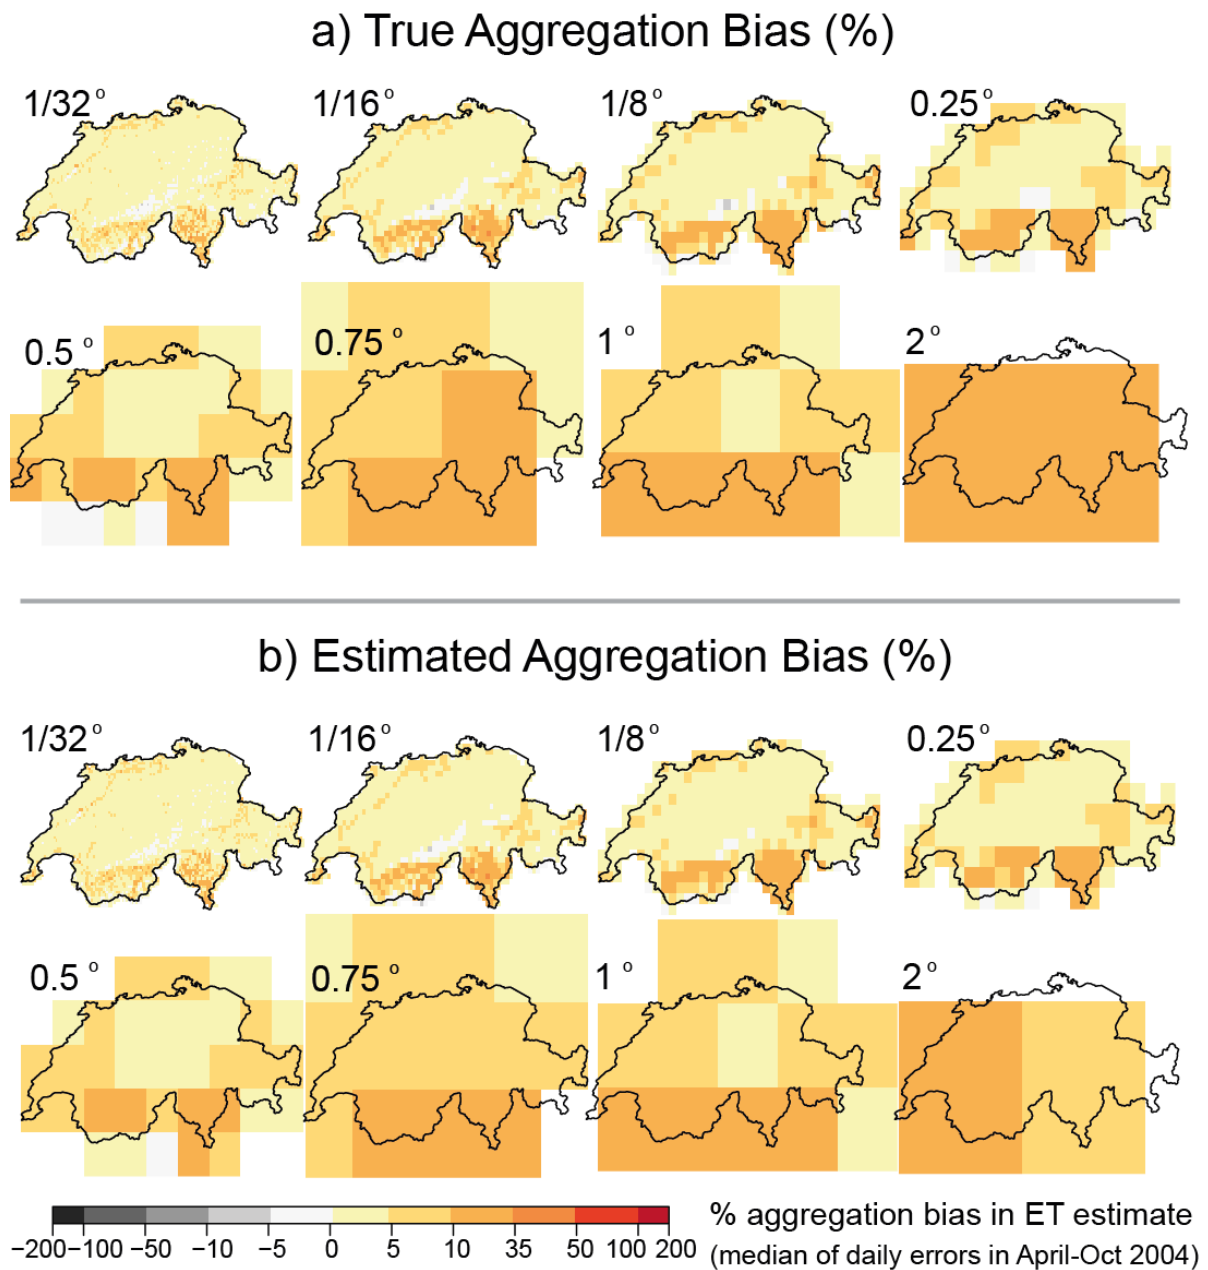 a) True Aggregation Bias (%)
1/32° 1/16° 1/8° 0.25°
0.5° 0.75° 1° 2°
b) Estimated Aggregation Bias (%)
1/32° 1/16° 1/8° 0.25°
0.5° 0.75° 1° 2°
−200 −100 −50 −10 −5 0 5 10 35 50 100 200
% aggregation bias in ET estimate
(median of daily errors in April-Oct 2004)